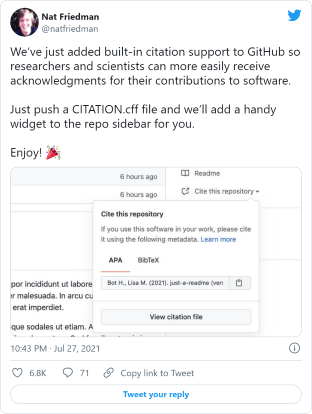 Nat Friedman
@natfriedman
We've just added built-in citation support to GitHub so
researchers and scientists can more easily receive
acknowledgments for their contributions to software.
Just push a CITATION.cff file and we'll add a handy
widget to the repo sidebar for you.
Enjoy! 🎉
6 hours ago
Readme
6 hours ago
Cite this repository
Cite this repository
If you use this software in your work, please cite
it using the following metadata. Learn more
APA BibTeX
Bot H., Lisa M. (2021). just-a-readme (vers
View citation file
por incididunt ut labore
r malesuada. In arcu cu
erat imperdiet.
que sodales ut etiam. A
10:43 PM · Jul 27, 2021
6.8K 71 Copy link to Tweet
Tweet your reply